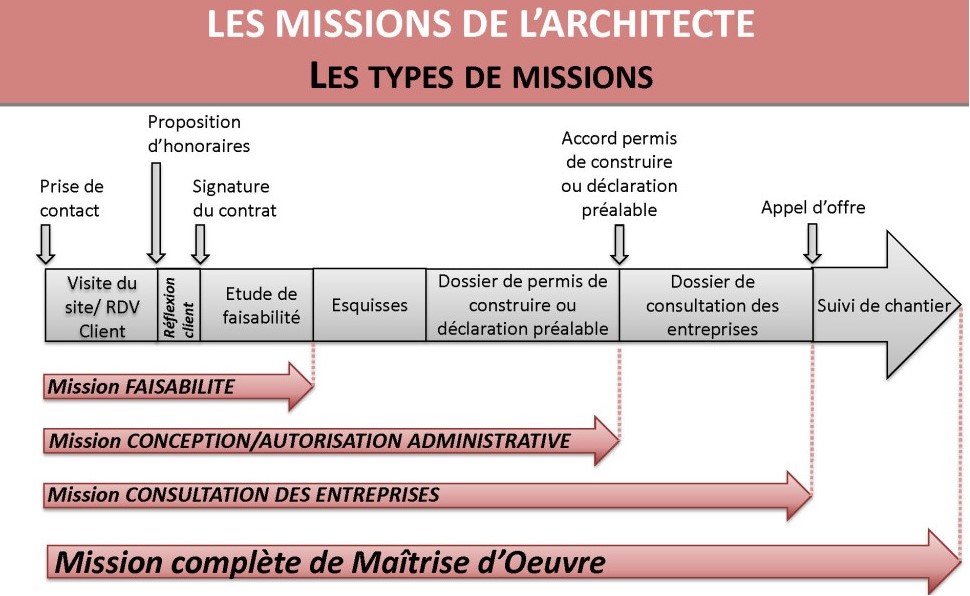 LES MISSIONS DE L’ARCHITECTE
LES TYPES DE MISSIONS
Proposition
d’honoraires
Prise de
contact
Signature
du contrat
Accord permis
de construire
ou déclaration
préalable
Appel d’offre
Visite du
site/ RDV
Client
Réflexion
client
Etude de
faisabilité
Esquisses
Dossier de permis de
construire ou
déclaration préalable
Dossier de
consultation des
entreprises
Suivi de chantier
Mission FAISABILITE
Mission CONCEPTION/AUTORISATION ADMINISTRATIVE
Mission CONSULTATION DES ENTREPRISES
Mission complète de Maîtrise d’Oeuvre